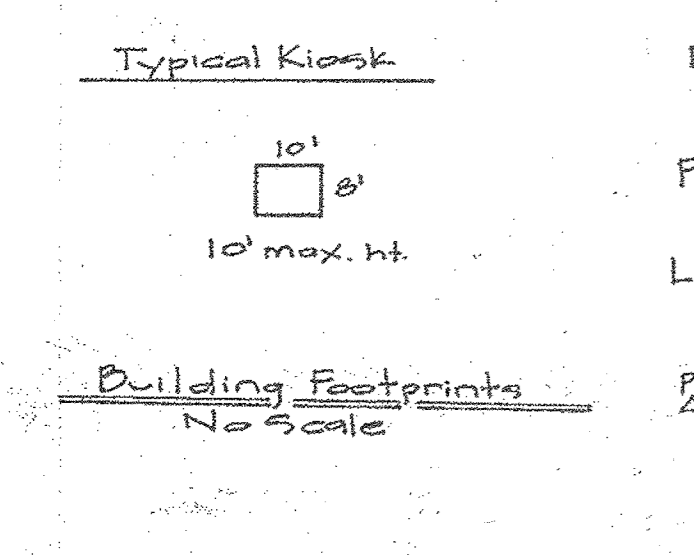 Typical Kiosk
10'
8'
10' max. ht.
Building Footprints
No Scale